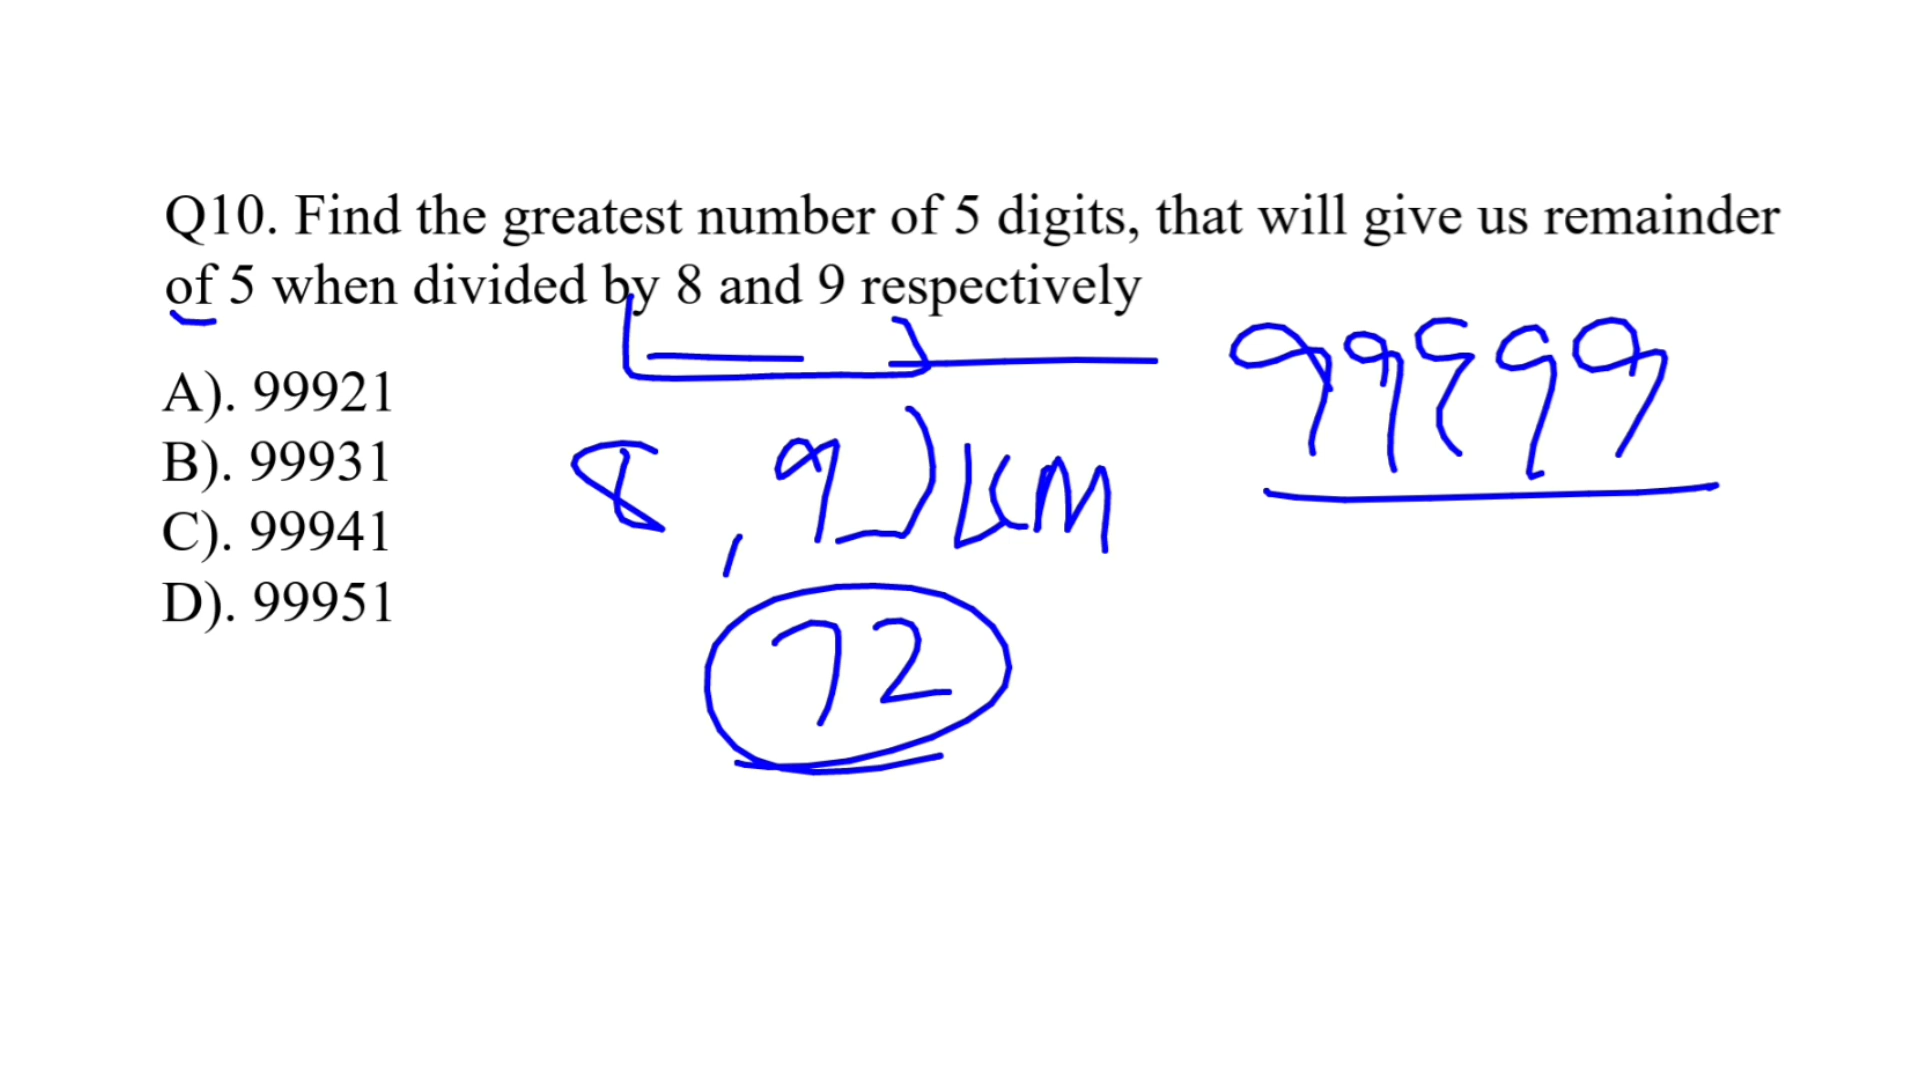 Q10. Find the greatest number of 5 digits, that will give us remainder
of 5 when divided by 8 and 9 respectively
A). 99921
B). 99931
C). 99941
D). 99951
99999
8, 9) LCM
72